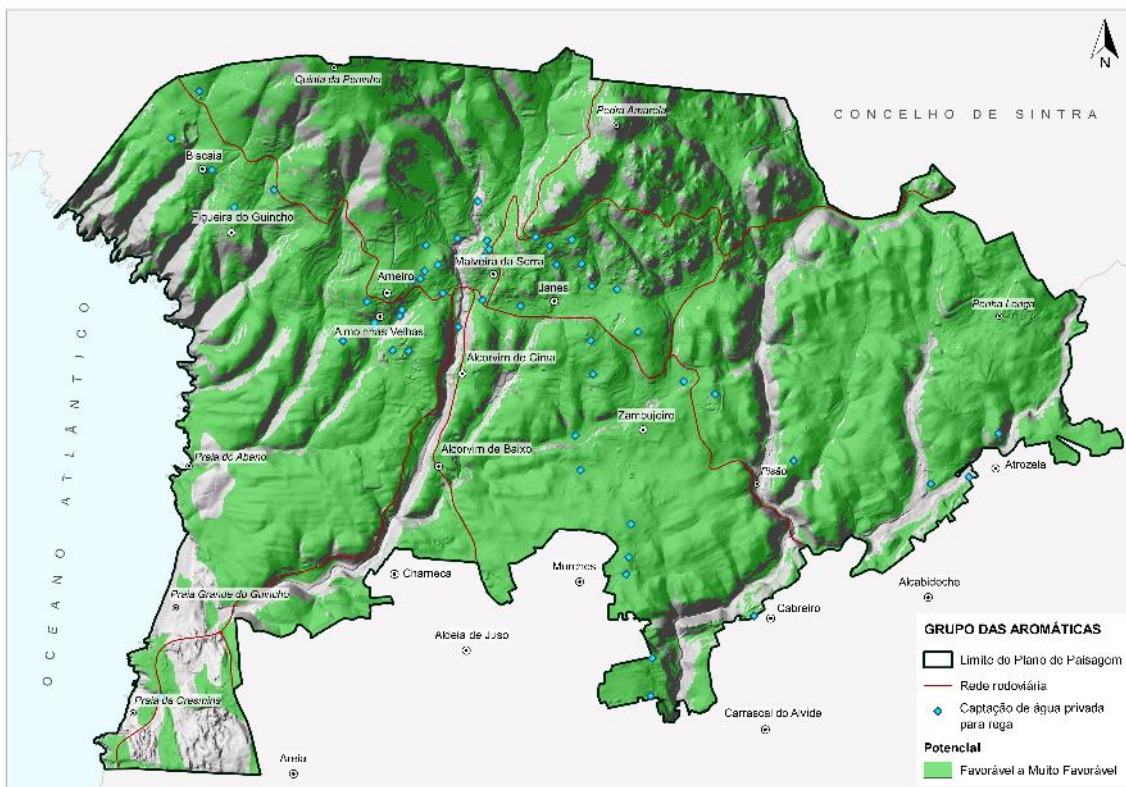 N
CONCELHO DE SINTRA
Quinta da Peninha
Pedra Amarela
Biscaia
Figueira do Guincho
Malveira da Serra
Ameiro
Janes
Penha Longa
Almoinhas Velhas
Alcorvim de Cima
Zambujeiro
Praia do Abano
Alcorvim de Baixo
Pisão
Atrozela
OCEANO ATLÂNTICO
Charneca
Murches
Alcabideche
Praia Grande do Guincho
Cabreiro
Aldeia de Juso
Praia da Cresmina
Carrascal do Alvide
Areia
GRUPO DAS AROMÁTICAS
Limite do Plano de Paisagem
Rede rodoviária
Captação de água privada
para rega
Potencial
Favorável a Muito Favorável